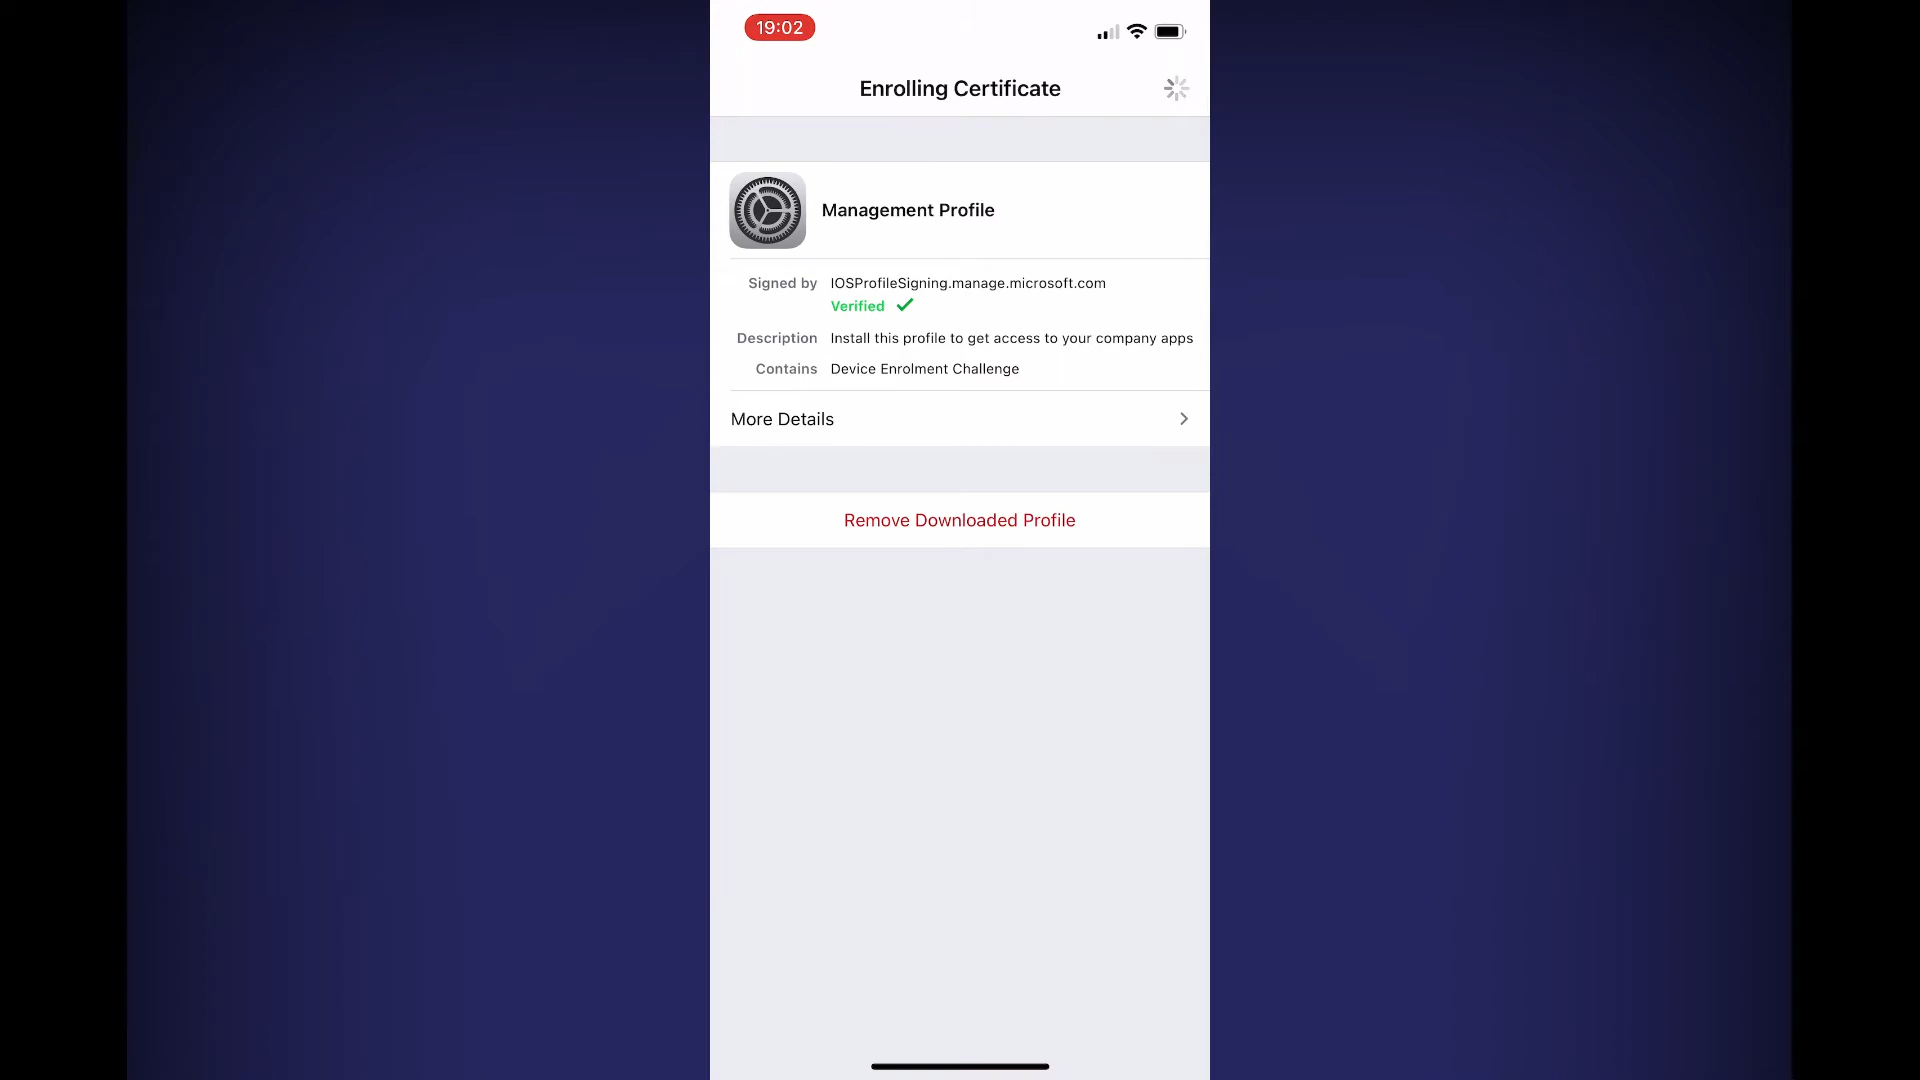 19:02
Enrolling Certificate
Management Profile
Signed by IOSProfileSigning.manage.microsoft.com
Verified
Description Install this profile to get access to your company apps
Contains Device Enrolment Challenge
More Details
Remove Downloaded Profile